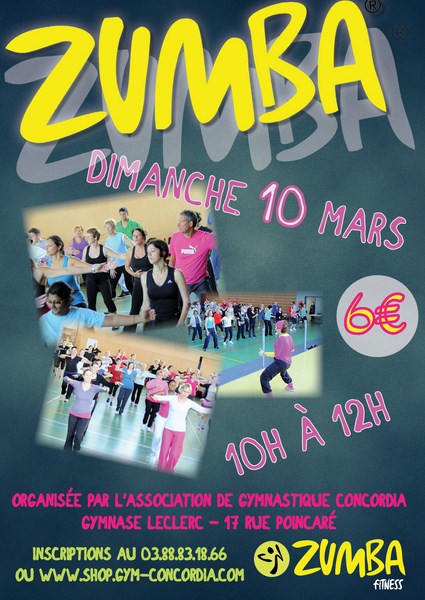 ZUMBA®
DIMANCHE 10 MARS
6€
10H À 12H
ORGANISÉE PAR L'ASSOCIATION DE GYMNASTIQUE CONCORDIA
GYMNASE LECLERC - 17 RUE POINCARÉ
INSCRIPTIONS AU 03.88.83.18.66
OU WWW.SHOP.GYM-CONCORDIA.COM
ZUMBA
FITNESS